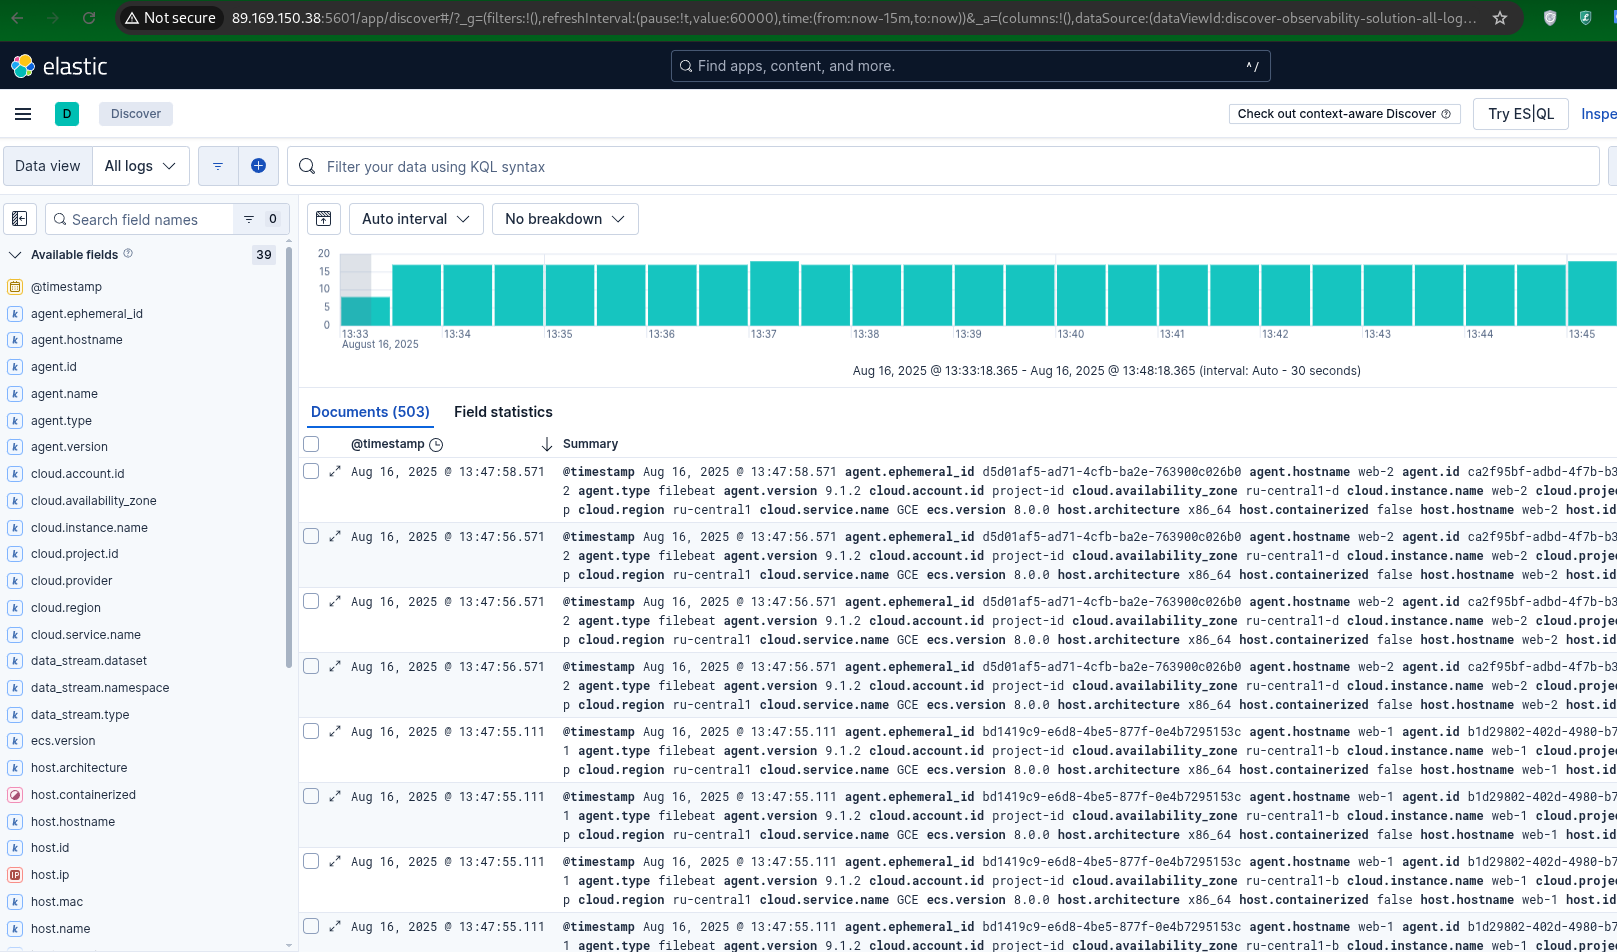 Not secure 89.169.150.38:5601/app/discover#/?_g=(filters:!(),refreshInterval:(pause:!t,value:60000),time:(from:now-15m,to:now))&_a=(columns:!(),dataSource:(dataViewId:discover-observability-solution-all-log...
elastic
Find apps, content, and more.
^ /
D
Discover
Check out context-aware Discover
Try ES|QL
Inspe
Data view
All logs
Filter your data using KQL syntax
Search field names
0
Auto interval
No breakdown
Available fields
39
@timestamp
agent.ephemeral_id
agent.hostname
agent.id
agent.name
agent.type
agent.version
cloud.account.id
cloud.availability_zone
cloud.instance.name
cloud.project.id
cloud.provider
cloud.region
cloud.service.name
data_stream.dataset
data_stream.namespace
data_stream.type
ecs.version
host.architecture
host.containerized
host.hostname
host.id
host.ip
host.mac
host.name
20
15
10
5
0
13:33 13:34 13:35 13:36 13:37 13:38 13:39 13:40 13:41 13:42 13:43 13:44 13:45
August 16, 2025
Aug 16, 2025 @ 13:33:18.365 - Aug 16, 2025 @ 13:48:18.365 (interval: Auto - 30 seconds)
Documents (503) Field statistics
@timestamp Summary
Aug 16, 2025 @ 13:47:58.571 @timestamp Aug 16, 2025 @ 13:47:58.571 agent.ephemeral_id d5d01af5-ad71-4cfb-ba2e-763900c026b0 agent.hostname web-2 agent.id ca2f95bf-adbd-4f7b-b3
2 agent.type filebeat agent.version 9.1.2 cloud.account.id project-id cloud.availability_zone ru-central1-d cloud.instance.name web-2 cloud.proje
p cloud.region ru-central1 cloud.service.name GCE ecs.version 8.0.0 host.architecture x86_64 host.containerized false host.hostname web-2 host.id
Aug 16, 2025 @ 13:47:56.571 @timestamp Aug 16, 2025 @ 13:47:56.571 agent.ephemeral_id d5d01af5-ad71-4cfb-ba2e-763900c026b0 agent.hostname web-2 agent.id ca2f95bf-adbd-4f7b-b3
2 agent.type filebeat agent.version 9.1.2 cloud.account.id project-id cloud.availability_zone ru-central1-d cloud.instance.name web-2 cloud.proje
p cloud.region ru-central1 cloud.service.name GCE ecs.version 8.0.0 host.architecture x86_64 host.containerized false host.hostname web-2 host.id
Aug 16, 2025 @ 13:47:56.571 @timestamp Aug 16, 2025 @ 13:47:56.571 agent.ephemeral_id d5d01af5-ad71-4cfb-ba2e-763900c026b0 agent.hostname web-2 agent.id ca2f95bf-adbd-4f7b-b3
2 agent.type filebeat agent.version 9.1.2 cloud.account.id project-id cloud.availability_zone ru-central1-d cloud.instance.name web-2 cloud.proje
p cloud.region ru-central1 cloud.service.name GCE ecs.version 8.0.0 host.architecture x86_64 host.containerized false host.hostname web-2 host.id
Aug 16, 2025 @ 13:47:56.571 @timestamp Aug 16, 2025 @ 13:47:56.571 agent.ephemeral_id d5d01af5-ad71-4cfb-ba2e-763900c026b0 agent.hostname web-2 agent.id ca2f95bf-adbd-4f7b-b3
2 agent.type filebeat agent.version 9.1.2 cloud.account.id project-id cloud.availability_zone ru-central1-d cloud.instance.name web-2 cloud.proje
p cloud.region ru-central1 cloud.service.name GCE ecs.version 8.0.0 host.architecture x86_64 host.containerized false host.hostname web-2 host.id
Aug 16, 2025 @ 13:47:55.111 @timestamp Aug 16, 2025 @ 13:47:55.111 agent.ephemeral_id bd1419c9-e6d8-4be5-877f-0e4b7295153c agent.hostname web-1 agent.id b1d29802-402d-4980-b7
1 agent.type filebeat agent.version 9.1.2 cloud.account.id project-id cloud.availability_zone ru-central1-b cloud.instance.name web-1 cloud.proje
p cloud.region ru-central1 cloud.service.name GCE ecs.version 8.0.0 host.architecture x86_64 host.containerized false host.hostname web-1 host.id
Aug 16, 2025 @ 13:47:55.111 @timestamp Aug 16, 2025 @ 13:47:55.111 agent.ephemeral_id bd1419c9-e6d8-4be5-877f-0e4b7295153c agent.hostname web-1 agent.id b1d29802-402d-4980-b7
1 agent.type filebeat agent.version 9.1.2 cloud.account.id project-id cloud.availability_zone ru-central1-b cloud.instance.name web-1 cloud.proje
p cloud.region ru-central1 cloud.service.name GCE ecs.version 8.0.0 host.architecture x86_64 host.containerized false host.hostname web-1 host.id
Aug 16, 2025 @ 13:47:55.111 @timestamp Aug 16, 2025 @ 13:47:55.111 agent.ephemeral_id bd1419c9-e6d8-4be5-877f-0e4b7295153c agent.hostname web-1 agent.id b1d29802-402d-4980-b7
1 agent.type filebeat agent.version 9.1.2 cloud.account.id project-id cloud.availability_zone ru-central1-b cloud.instance.name web-1 cloud.proje
p cloud.region ru-central1 cloud.service.name GCE ecs.version 8.0.0 host.architecture x86_64 host.containerized false host.hostname web-1 host.id
Aug 16, 2025 @ 13:47:55.111 @timestamp Aug 16, 2025 @ 13:47:55.111 agent.ephemeral_id bd1419c9-e6d8-4be5-877f-0e4b7295153c agent.hostname web-1 agent.id b1d29802-402d-4980-b7
1 agent.type filebeat agent.version 9.1.2 cloud.account.id project-id cloud.availability_zone ru-central1-b cloud.instance.name web-1 cloud.proje